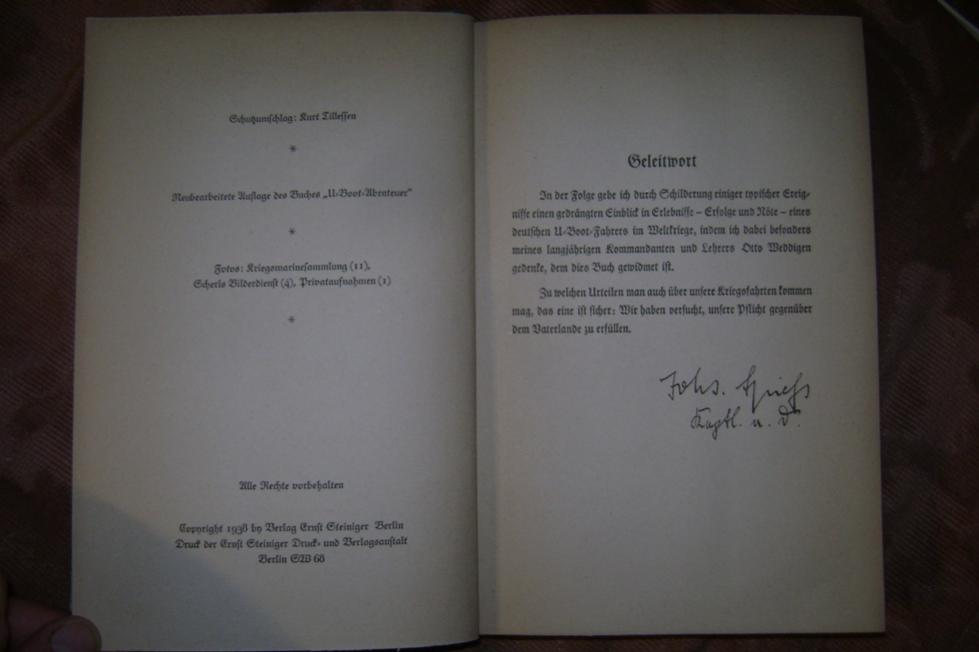 Schutzumschlag: Kurt Tillessen
*
Neubearbeitete Auflage des Buches „U-Boot-Abenteuer“
*
Fotos: Kriegsmarinesammlung (11),
Scherls Bilderdienst (4), Privataufnahmen (1)
*
Alle Rechte vorbehalten
Copyright 1938 by Verlag Ernst Steiniger Berlin
Druck der Ernst Steiniger Druck- und Verlagsanstalt
Berlin SW 68
Geleitwort
In der Folge gebe ich durch Schilderung einiger typischer Ereig-
nisse einen gedrängten Einblick in Erlebnisse – Erfolge und Nöte – eines
deutschen U-Boot-Fahrers im Weltkriege, indem ich dabei besonders
meines langjährigen Kommandanten und Lehrers Otto Weddigen
gedenke, dem dies Buch gewidmet ist.
Zu welchen Urteilen man auch über unsere Kriegsfahrten kommen
mag, das eine ist sicher: Wir haben versucht, unsere Pflicht gegenüber
dem Vaterlande zu erfüllen.
Johs. Spieß
Kaptl. a. D.